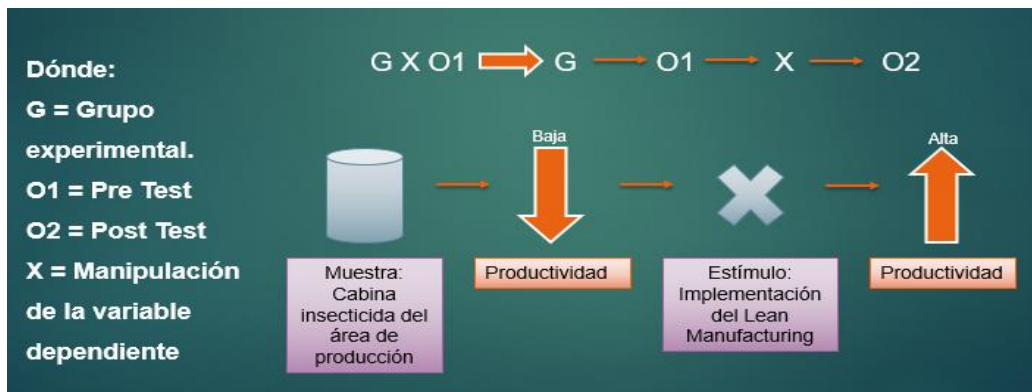 Dónde:
G = Grupo
experimental.
O1 = Pre Test
O2 = Post Test
X = Manipulación
de la variable
dependiente
G X O1 G O1 X O2
Baja
Alta
Muestra:
Cabina
insecticida del
área de
producción
Productividad
Estímulo:
Implementación
del Lean
Manufacturing
Productividad